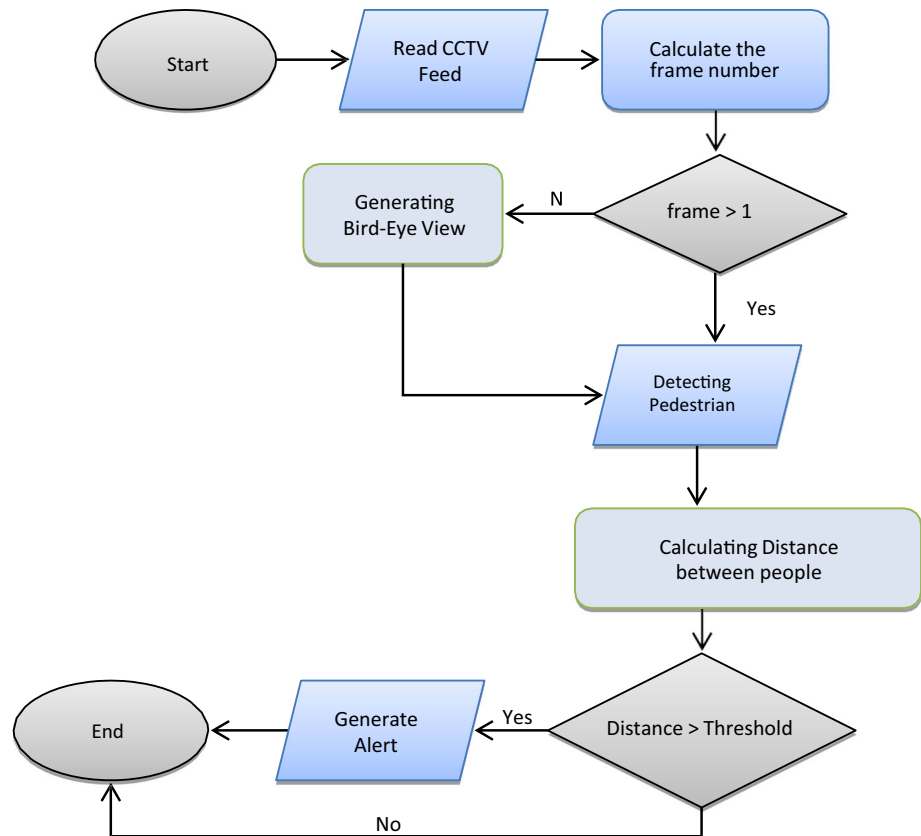 Start
Read CCTV
Feed
Calculate the
frame number
frame > 1
N
Generating
Bird-Eye View
Yes
Detecting
Pedestrian
Calculating Distance
between people
Distance > Threshold
Yes
Generate
Alert
End
No